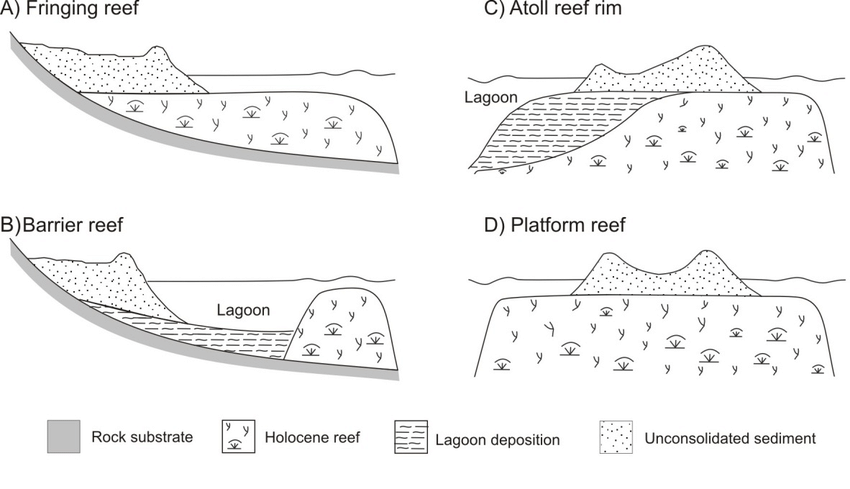 A) Fringing reef
C) Atoll reef rim
Lagoon
B)Barrier reef
D) Platform reef
Lagoon
Rock substrate
Holocene reef
Lagoon deposition
Unconsolidated sediment